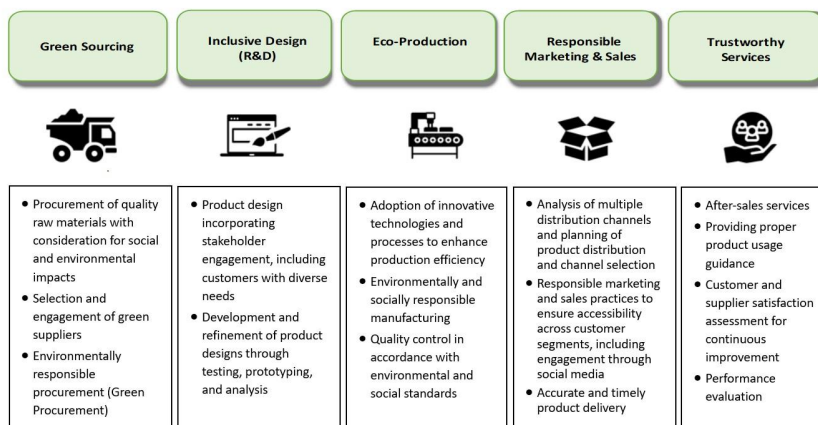 Green Sourcing
Inclusive Design
(R&D)
Eco-Production
Responsible
Marketing & Sales
Trustworthy
Services
• Procurement of quality
raw materials with
consideration for social
and environmental
impacts
• Selection and
engagement of green
suppliers
• Environmentally
responsible
procurement (Green
Procurement)
• Product design
incorporating
stakeholder
engagement, including
customers with diverse
needs
• Development and
refinement of product
designs through
testing, prototyping,
and analysis
• Adoption of innovative
technologies and
processes to enhance
production efficiency
• Environmentally and
socially responsible
manufacturing
• Quality control in
accordance with
environmental and
social standards
• Analysis of multiple
distribution channels
and planning of
product distribution
and channel selection
• Responsible marketing
and sales practices to
ensure accessibility
across customer
segments, including
engagement through
social media
• Accurate and timely
product delivery
• After-sales services
• Providing proper
product usage
guidance
• Customer and
supplier satisfaction
assessment for
continuous
improvement
• Performance
evaluation